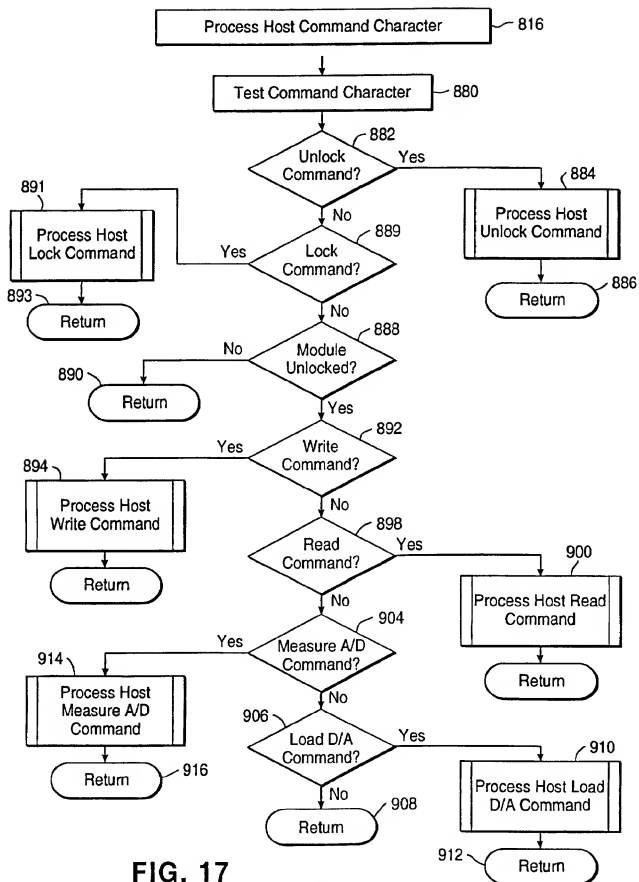 Process Host Command Character
816
Test Command Character
880
882
Unlock
Command?
Yes
No
884
Process Host
Unlock Command
886
Return
891
Process Host
Lock Command
893
Return
889
Yes
Lock
Command?
No
888
No
Module
Unlocked?
Yes
890
Return
892
Yes
Write
Command?
No
894
Process Host
Write Command
Return
898
Read
Command?
Yes
No
900
Process Host Read
Command
Return
904
Yes
Measure A/D
Command?
No
914
Process Host
Measure A/D
Command
Return
916
906
Load D/A
Command?
Yes
No
Return
908
910
Process Host Load
D/A Command
912
Return
FIG. 17